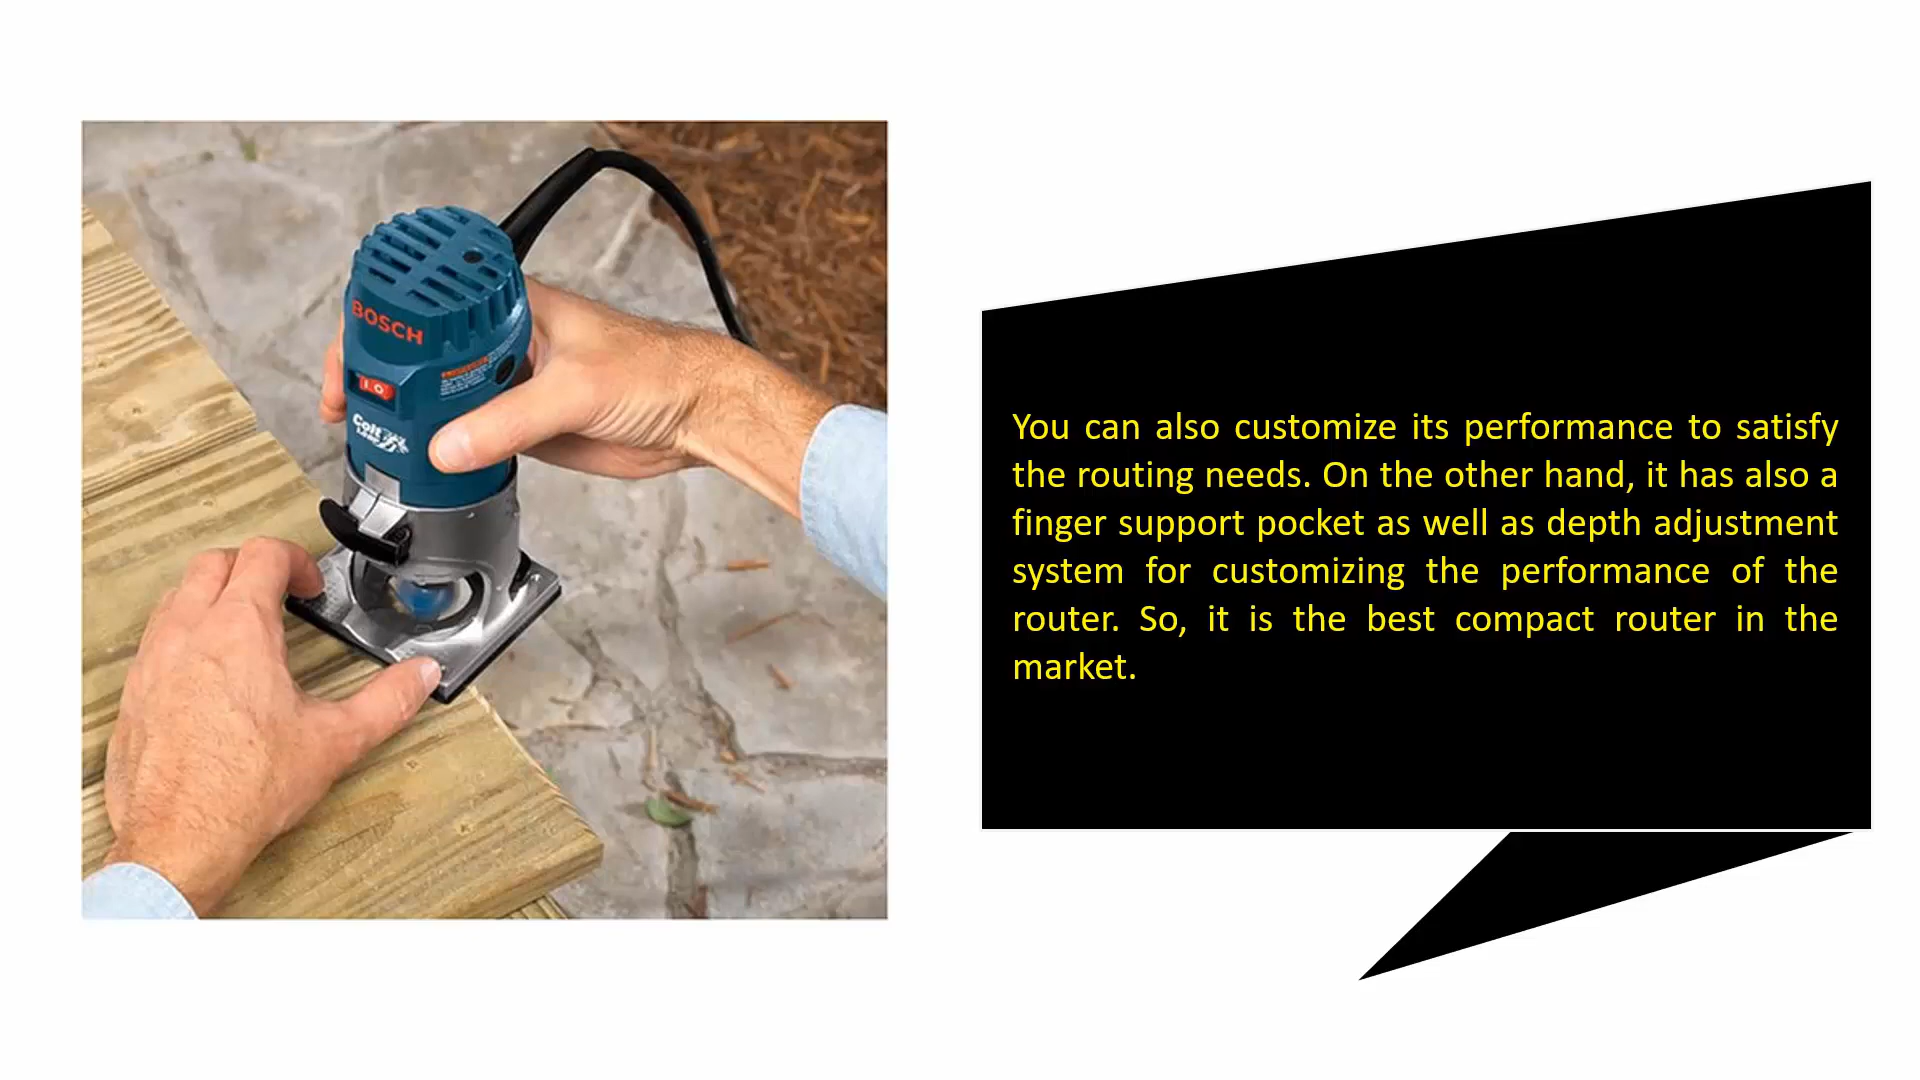 BOSCH
I O
Colt
You can also customize its performance to satisfy
the routing needs. On the other hand, it has also a
finger support pocket as well as depth adjustment
system for customizing the performance of the
router. So, it is the best compact router in the
market.